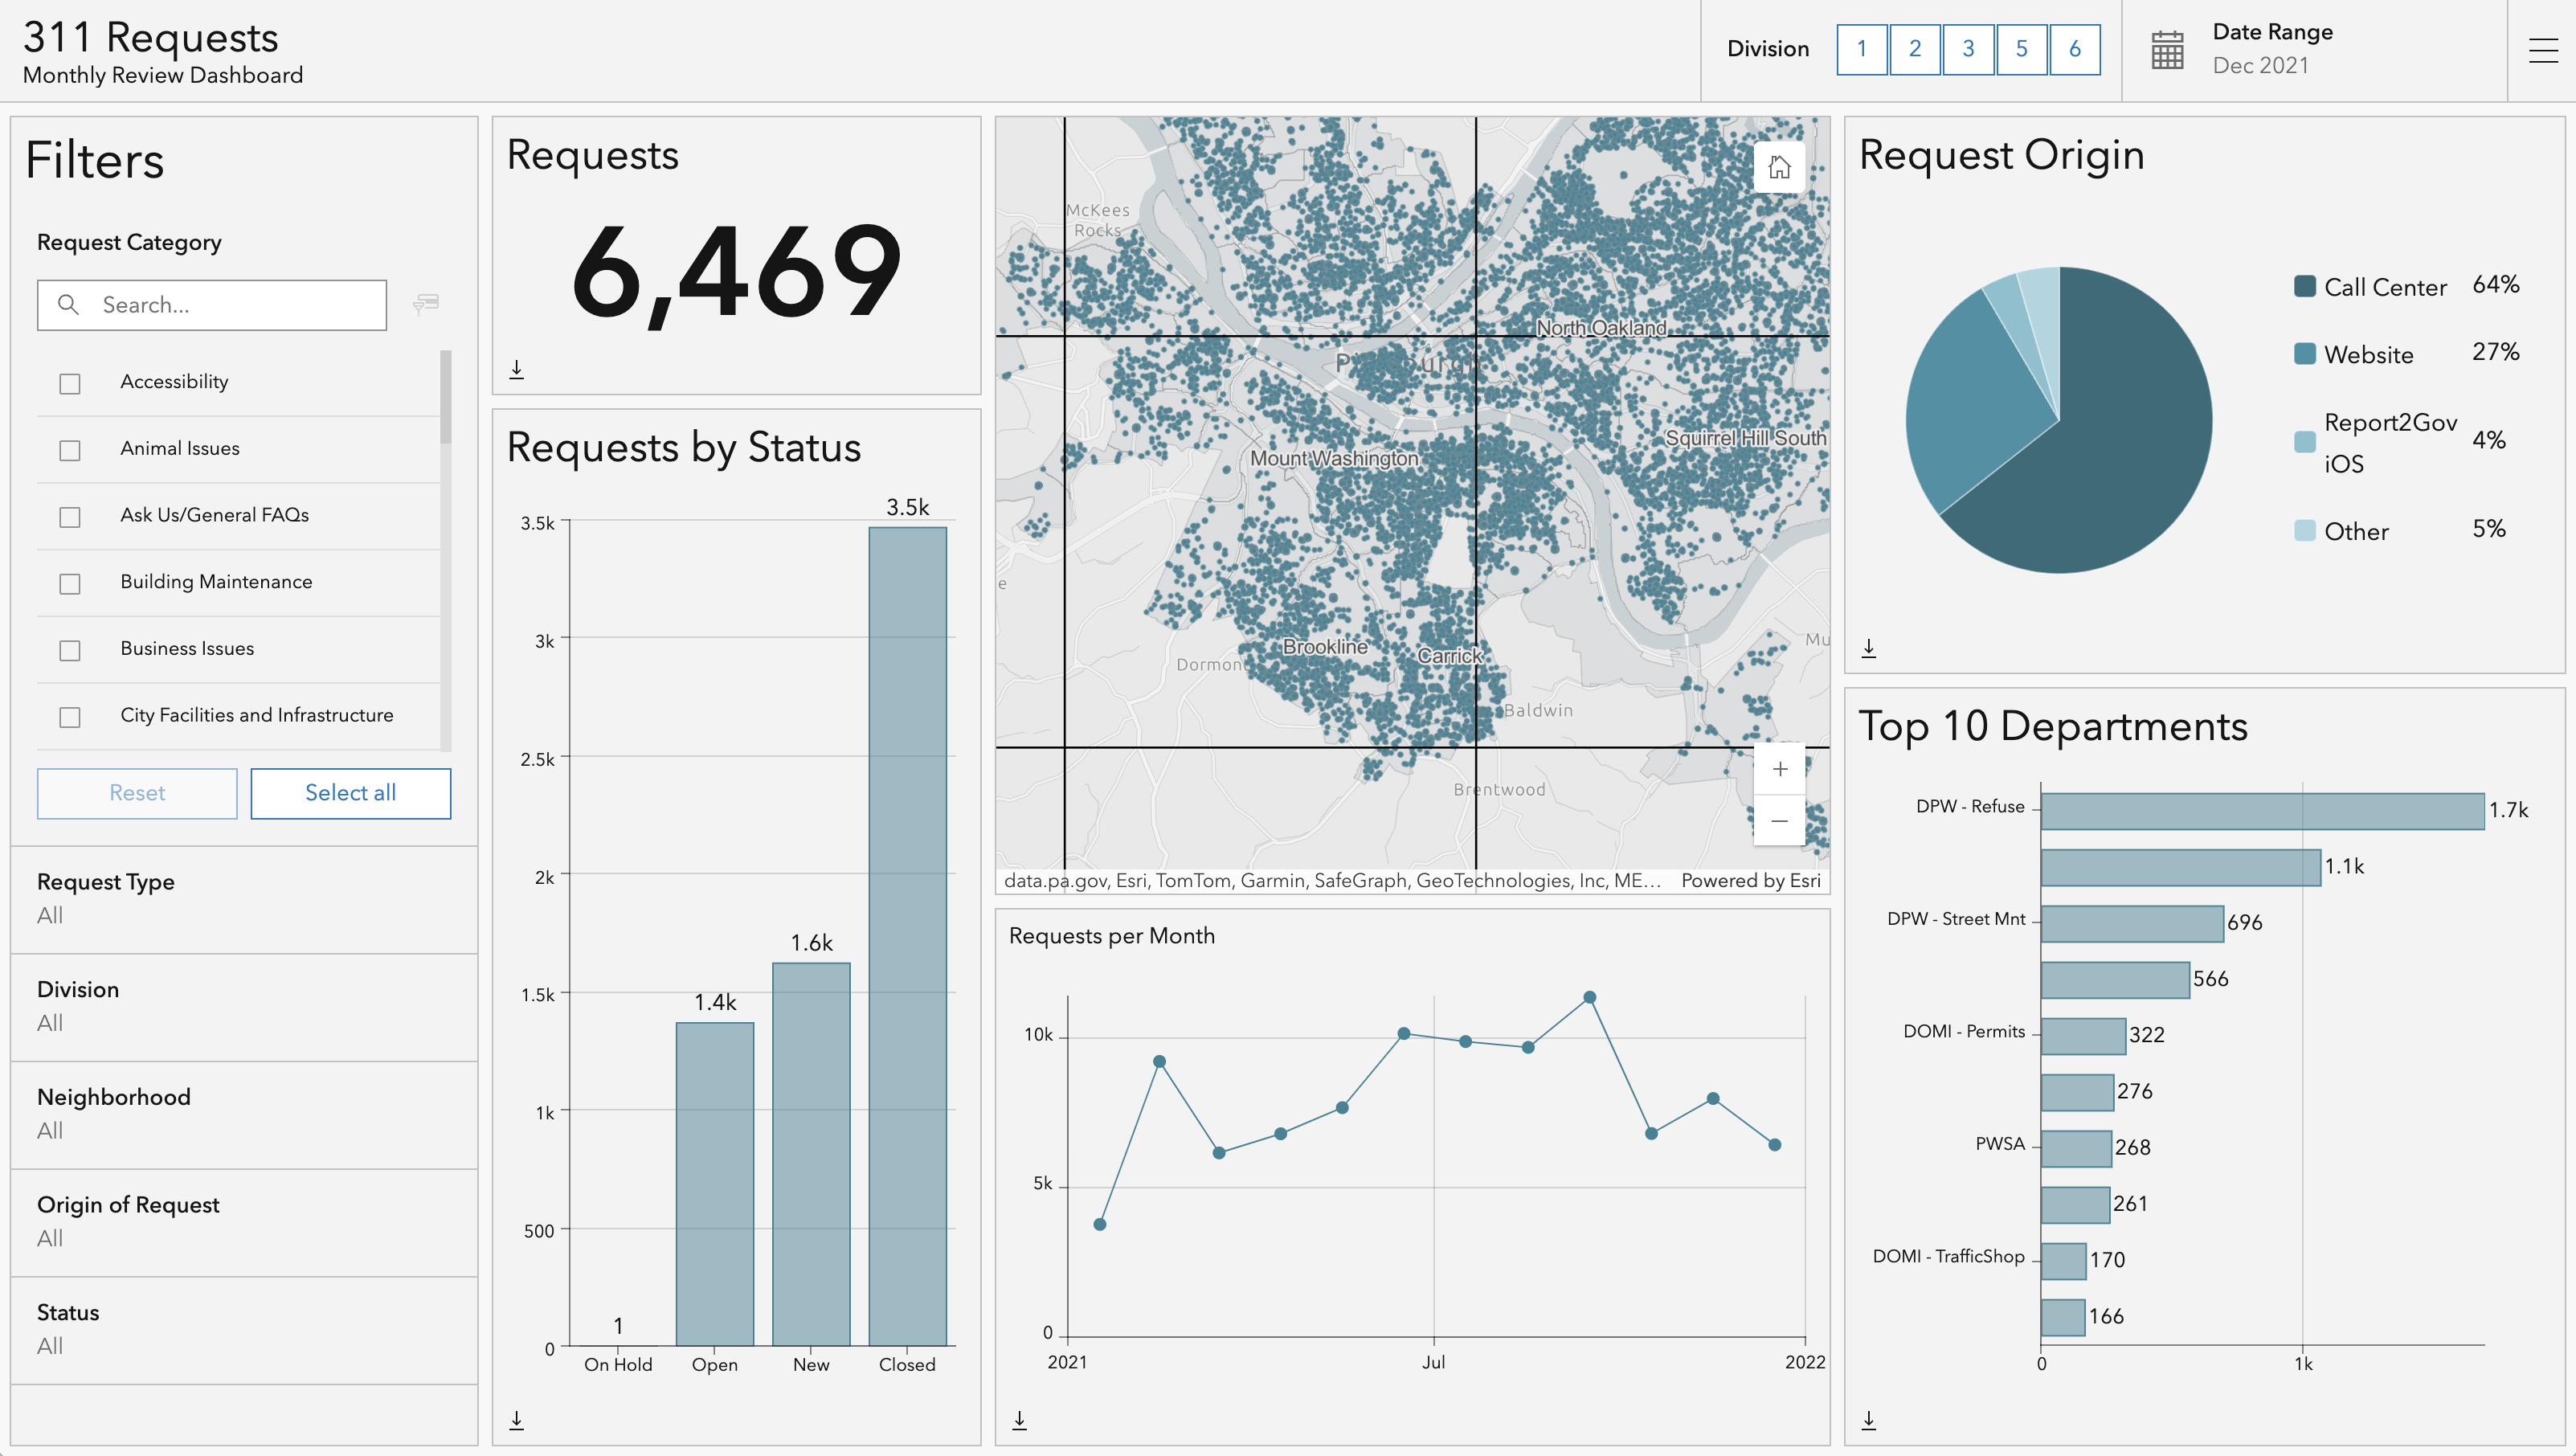 311 Requests
Monthly Review Dashboard
Division
1
2
3
5
6
Date Range
Dec 2021
Filters
Request Category
Search...
Accessibility
Animal Issues
Ask Us/General FAQs
Building Maintenance
Business Issues
City Facilities and Infrastructure
Reset
Select all
Request Type
All
Division
All
Neighborhood
All
Origin of Request
All
Status
All
Requests
6,469
Requests by Status
3.5k
3k
2.5k
2k
1.5k
1k
500
0
1
1.4k
1.6k
3.5k
On Hold
Open
New
Closed
McKees
Rocks
North Oakland
Squirrel Hill South
Mount Washington
Brookline
Carrick
Baldwin
Brentwood
data.pa.gov, Esri, TomTom, Garmin, SafeGraph, GeoTechnologies, Inc, ME...
Powered by Esri
Requests per Month
10k
5k
0
2021
Jul
2022
Request Origin
Call Center 64%
Website 27%
Report2Gov
iOS 4%
Other 5%
Top 10 Departments
DPW - Refuse 1.7k
1.1k
DPW - Street Mnt 696
566
DOMI - Permits 322
276
PWSA 268
261
DOMI - TrafficShop 170
166
0
1k